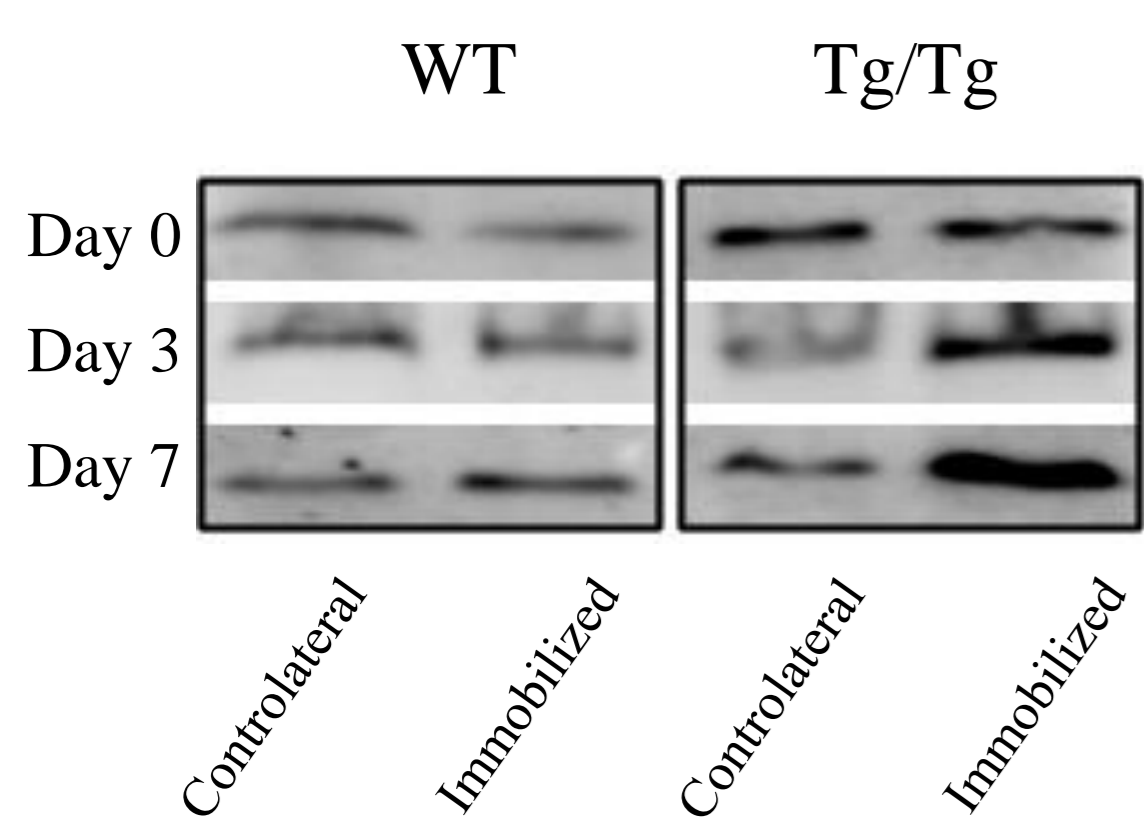 WT Tg/Tg
Day 0
Day 3
Day 7
Controlateral Immobilized Controlateral Immobilized